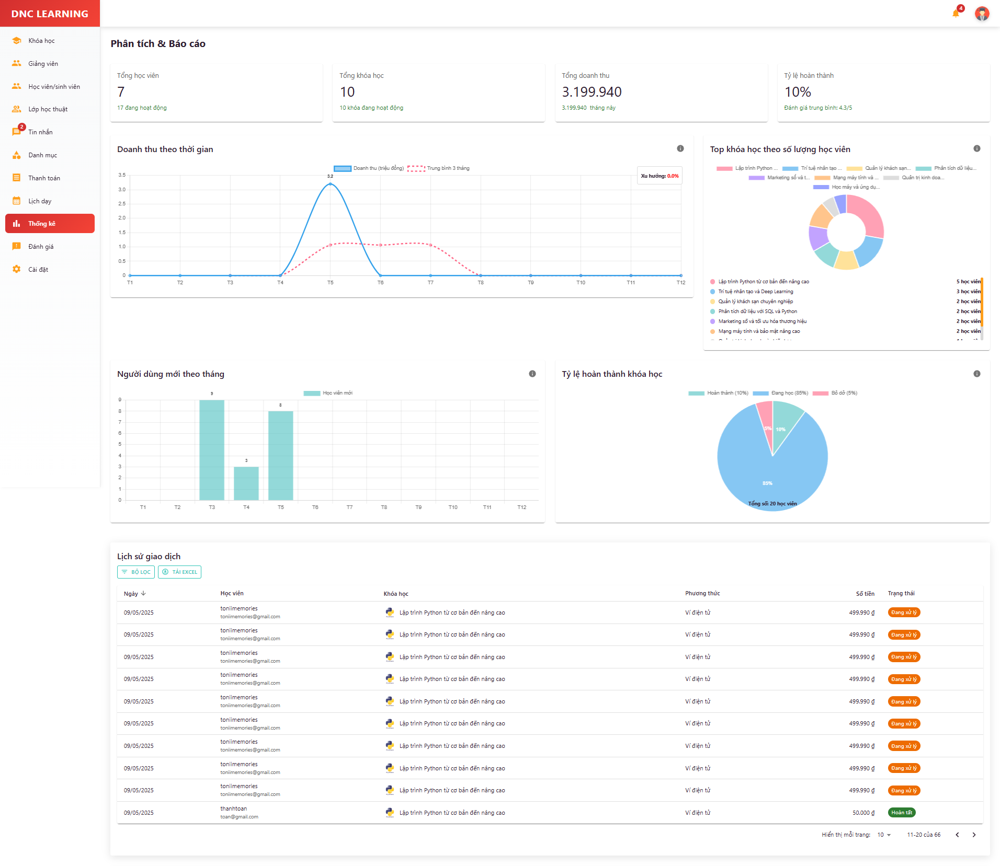 DNC LEARNING
4
Khóa học
Giảng viên
Học viên/sinh viên
Lớp học thuật
2
Tin nhắn
Danh mục
Thanh toán
Lịch dạy
Thống kê
Đánh giá
Cài đặt
Phân tích & Báo cáo
Tổng học viên
7
17 đang hoạt động
Tổng khóa học
10
10 khóa đang hoạt động
Tổng doanh thu
3.199.940
3.199.940 tháng này
Tỷ lệ hoàn thành
10%
Đánh giá trung bình: 4.3/5
Doanh thu theo thời gian
Doanh thu (triệu đồng) Trung bình 3 tháng
Xu hướng: 0.0%
3.2
3.5
3.0
2.5
2.0
1.5
1.0
0.5
0
T1 T2 T3 T4 T5 T6 T7 T8 T9 T10 T11 T12
Top khóa học theo số lượng học viên
Lập trình Python ... Trí tuệ nhân tạo ... Quản lý khách sạn... Phân tích dữ liệu...
Marketing số và t... Mạng máy tính và ... Quản trị kinh doa...
Học máy và ứng dụ...
Lập trình Python từ cơ bản đến nâng cao 5 học viên
Trí tuệ nhân tạo và Deep Learning 3 học viên
Quản lý khách sạn chuyên nghiệp 2 học viên
Phân tích dữ liệu với SQL và Python 2 học viên
Marketing số và tối ưu hóa thương hiệu 2 học viên
Mạng máy tính và bảo mật nâng cao 2 học viên
Người dùng mới theo tháng
Học viên mới
9
3
8
9
8
7
6
5
4
3
2
1
0
T1 T2 T3 T4 T5 T6 T7 T8 T9 T10 T11 T12
Tỷ lệ hoàn thành khóa học
Hoàn thành (10%) Đang học (85%) Bỏ dở (5%)
5% 10%
85%
Tổng số: 20 học viên
Lịch sử giao dịch
BỘ LỌC TẢI EXCEL
Ngày Học viên Khóa học Phương thức Số tiền Trạng thái
09/05/2025 toniimemories Lập trình Python từ cơ bản đến nâng cao Ví điện tử 499.990 ₫ Đang xử lý
toniimemories@gmail.com
09/05/2025 toniimemories Lập trình Python từ cơ bản đến nâng cao Ví điện tử 499.990 ₫ Đang xử lý
toniimemories@gmail.com
09/05/2025 toniimemories Lập trình Python từ cơ bản đến nâng cao Ví điện tử 499.990 ₫ Đang xử lý
toniimemories@gmail.com
09/05/2025 toniimemories Lập trình Python từ cơ bản đến nâng cao Ví điện tử 499.990 ₫ Đang xử lý
toniimemories@gmail.com
09/05/2025 toniimemories Lập trình Python từ cơ bản đến nâng cao Ví điện tử 499.990 ₫ Đang xử lý
toniimemories@gmail.com
09/05/2025 toniimemories Lập trình Python từ cơ bản đến nâng cao Ví điện tử 499.990 ₫ Đang xử lý
toniimemories@gmail.com
09/05/2025 toniimemories Lập trình Python từ cơ bản đến nâng cao Ví điện tử 499.990 ₫ Đang xử lý
toniimemories@gmail.com
09/05/2025 toniimemories Lập trình Python từ cơ bản đến nâng cao Ví điện tử 499.990 ₫ Đang xử lý
toniimemories@gmail.com
09/05/2025 toniimemories Lập trình Python từ cơ bản đến nâng cao Ví điện tử 499.990 ₫ Đang xử lý
toniimemories@gmail.com
09/05/2025 thanhtoan Lập trình Python từ cơ bản đến nâng cao Ví điện tử 50.000 ₫ Hoàn tất
toan@gmail.com
Hiển thị mỗi trang: 10 11-20 của 66